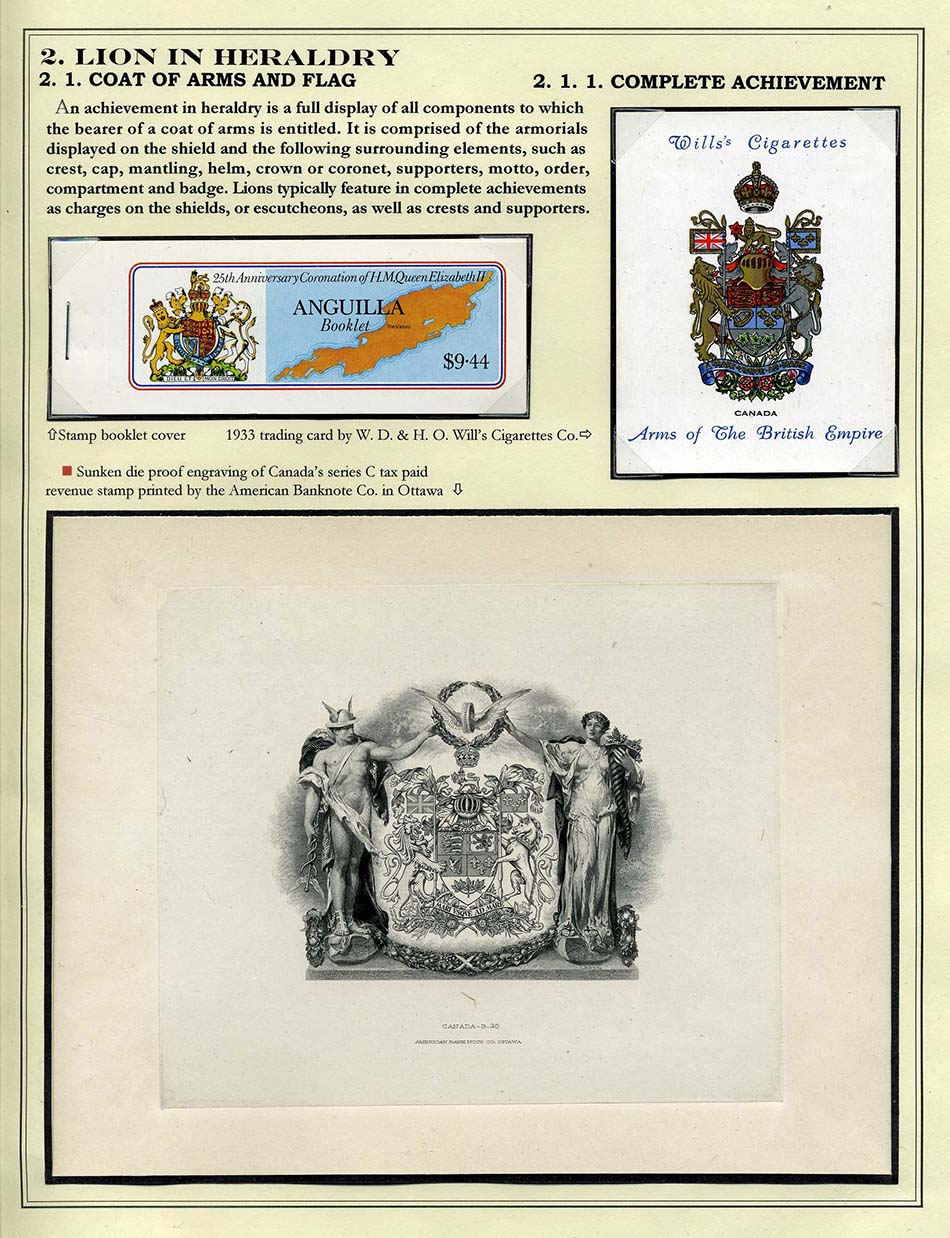 2. LION IN HERALDRY
2. 1. COAT OF ARMS AND FLAG
2. 1. 1. COMPLETE ACHIEVEMENT
An achievement in heraldry is a full display of all components to which
the bearer of a coat of arms is entitled. It is comprised of the armorials
displayed on the shield and the following surrounding elements, such as
crest, cap, mantling, helm, crown or coronet, supporters, motto, order,
compartment and badge. Lions typically feature in complete achievements
as charges on the shields, or escutcheons, as well as crests and supporters.
Wills's Cigarettes
CANADA
Arms of The British Empire
25th Anniversary Coronation of H.M.Queen Elizabeth II
ANGUILLA
Booklet
The Valley
$9·44
DIEU ET MON DROIT
⇧Stamp booklet cover
1933 trading card by W. D. & H. O. Will's Cigarettes Co.⇨
■ Sunken die proof engraving of Canada's series C tax paid
revenue stamp printed by the American Banknote Co. in Ottawa ⇩
A MARI USQUE AD MARE
CANADA-B-20
AMERICAN BANK NOTE CO. OTTAWA